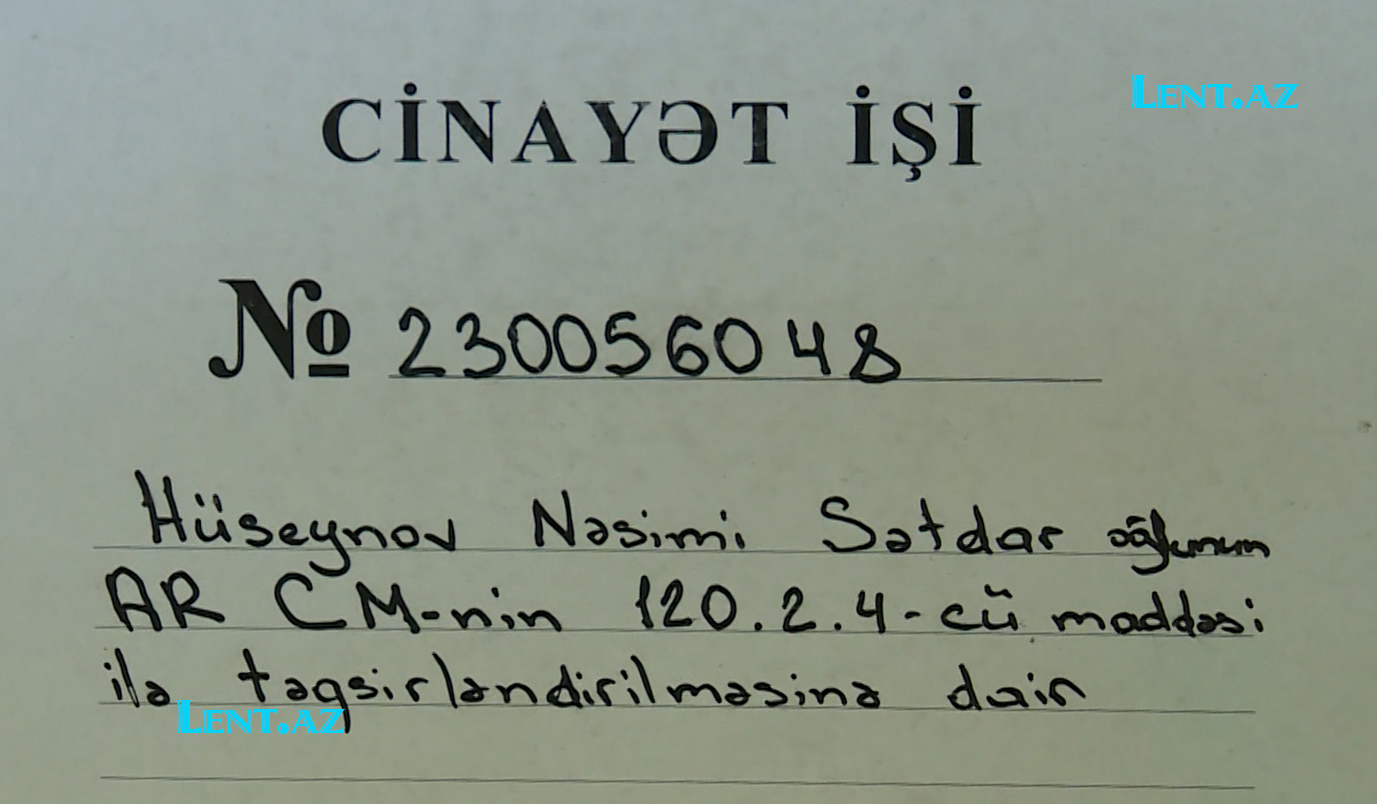 LENT.AZ
CİNAYƏT İŞİ
№ 230056048
Hüseynov Nəsimi Sətdar oğlunun
AR CM-nin 120.2.4-cü maddəsi
ilə təqsirləndirilməsinə dair
LENT.AZ